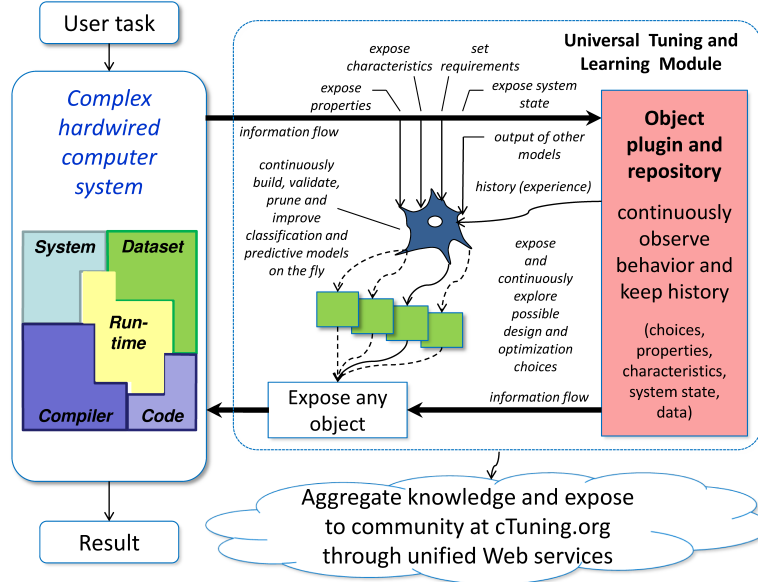 User task
Complex
hardwired
computer
system
System
Dataset
Run-
time
Compiler
Code
Result
Universal Tuning and
Learning Module
expose
characteristics
set
requirements
expose
properties
expose system
state
information flow
output of other
models
continuously
build, validate,
prune and
improve
classification and
predictive models
on the fly
history (experience)
expose
and
continuously
explore
possible
design and
optimization
choices
Object
plugin and
repository
continuously
observe
behavior and
keep history
(choices,
properties,
characteristics,
system state,
data)
Expose any
object
information flow
Aggregate knowledge and expose
to community at cTuning.org
through unified Web services